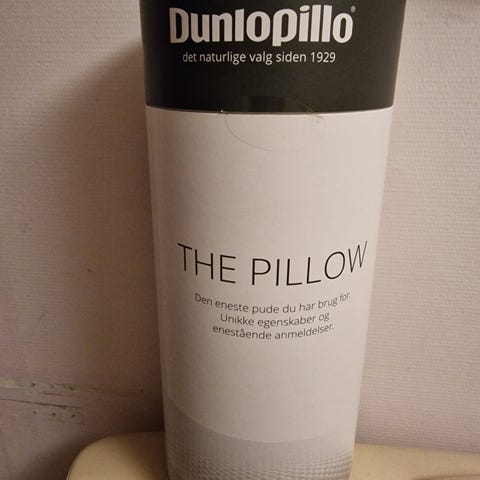 Dunlopillo®
det naturlige valg siden 1929
THE PILLOW
Den eneste pude du har brug for.
Unikke egenskaber og
enestående anmeldelser.